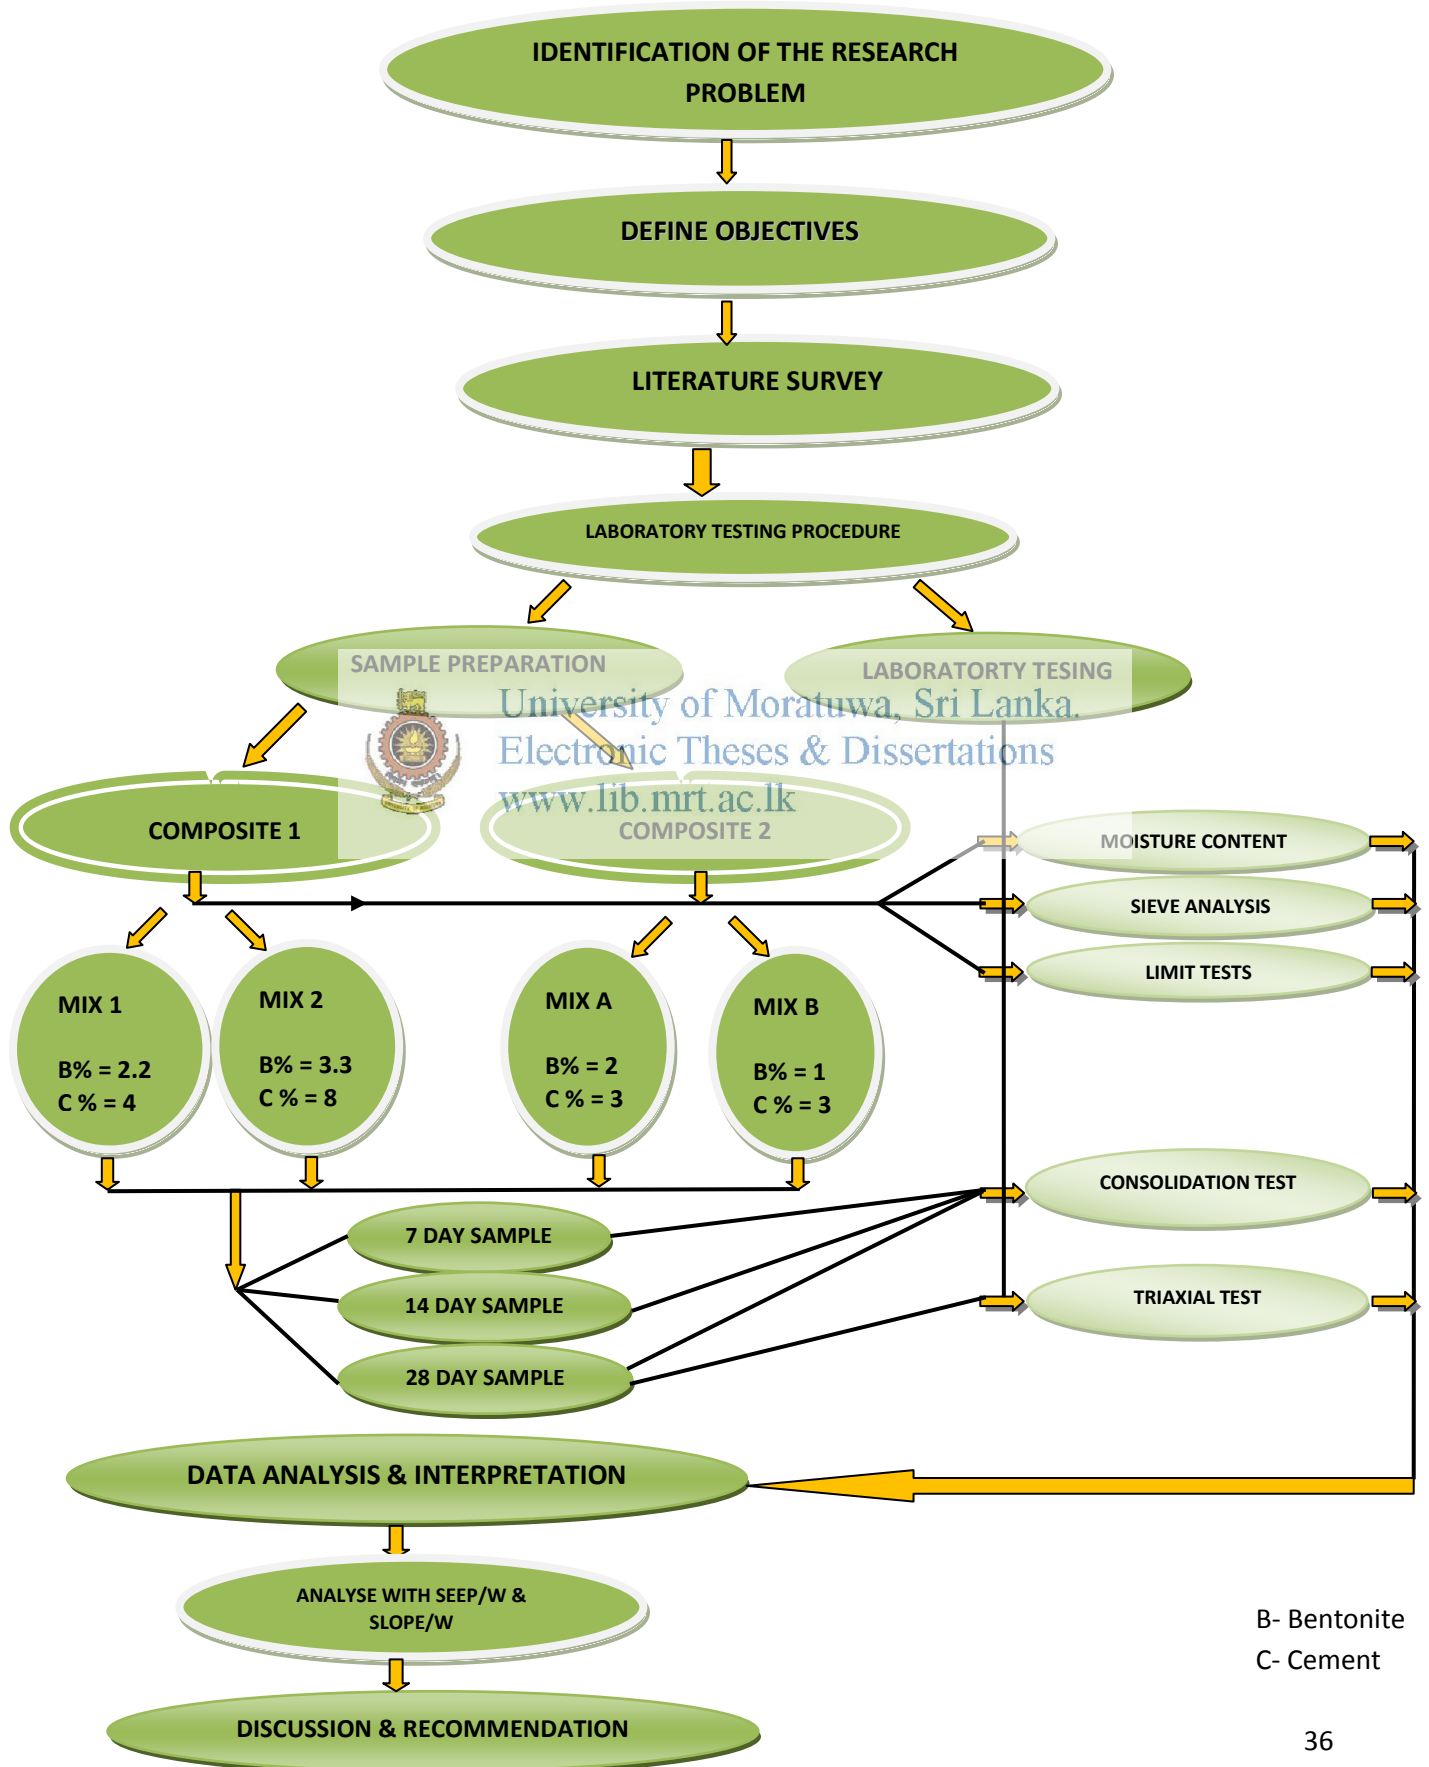 IDENTIFICATION OF THE RESEARCH
PROBLEM
DEFINE OBJECTIVES
LITERATURE SURVEY
LABORATORY TESTING PROCEDURE
SAMPLE PREPARATION
LABORATORTY TESING
University of Moratuwa, Sri Lanka.
Electronic Theses & Dissertations
www.lib.mrt.ac.lk
COMPOSITE 1
COMPOSITE 2
MOISTURE CONTENT
SIEVE ANALYSIS
LIMIT TESTS
MIX 1
B% = 2.2
C % = 4
MIX 2
B% = 3.3
C % = 8
MIX A
B% = 2
C % = 3
MIX B
B% = 1
C % = 3
CONSOLIDATION TEST
7 DAY SAMPLE
14 DAY SAMPLE
TRIAXIAL TEST
28 DAY SAMPLE
DATA ANALYSIS & INTERPRETATION
ANALYSE WITH SEEP/W &
SLOPE/W
B- Bentonite
C- Cement
DISCUSSION & RECOMMENDATION
36